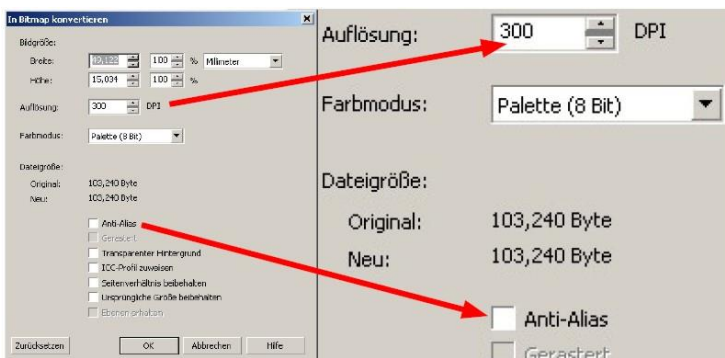 In Bitmap konvertieren
Bildgröße:
Breite: 100 % Millimeter
Höhe: 15,034 100 %
Auflösung: 300 DPI
Farbmodus: Palette (8 Bit)
Dateigröße:
Original: 103,240 Byte
Neu: 103,240 Byte
Anti-Alias
Gerastert
Transparenter Hintergrund
ICC-Profil zuweisen
Seitenverhältnis beibehalten
Ursprüngliche Größe beibehalten
Ebenen erhalten
Zurücksetzen OK Abbrechen Hilfe
Auflösung: 300 DPI
Farbmodus: Palette (8 Bit)
Dateigröße:
Original: 103,240 Byte
Neu: 103,240 Byte
Anti-Alias
Gerastert